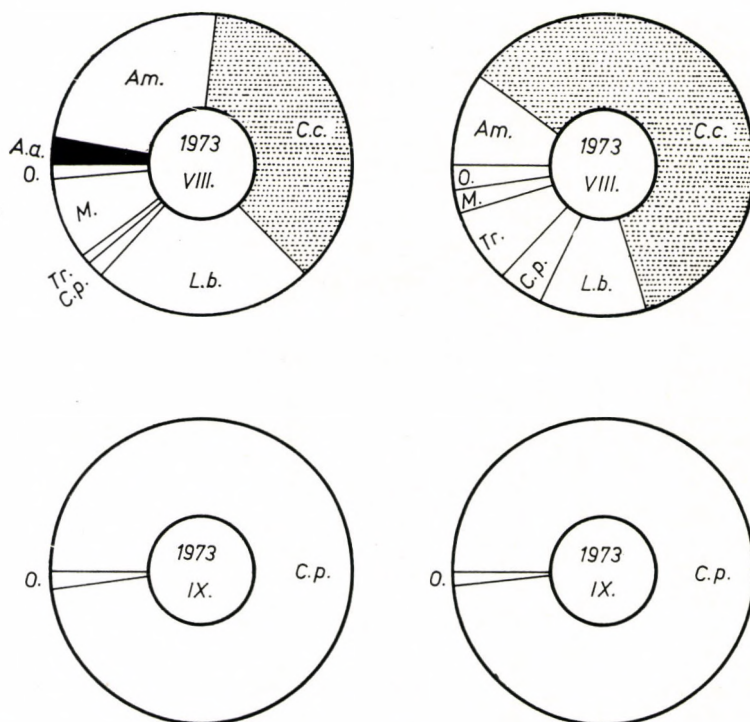 Am.
C.c.
A.a.
O.
M.
Tr.
C.p.
L.b.
1973
VIII.
Am.
C.c.
O.
M.
Tr.
C.p.
L.b.
1973
VIII.
O.
C.p.
1973
IX.
O.
C.p.
1973
IX.